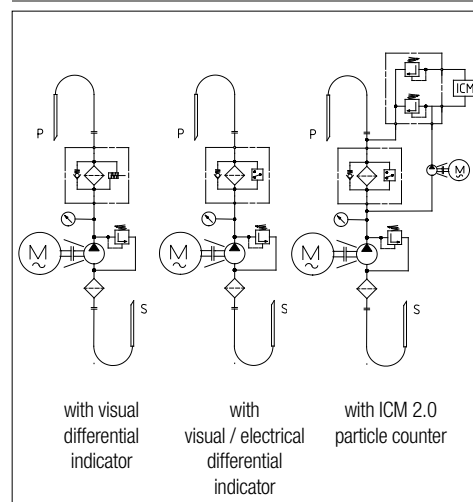 P
M
~
S
with visual
differential
indicator
P
M
~
S
with
visual / electrical
differential
indicator
P
ICM
M
~
M
~
S
with ICM 2.0
particle counter